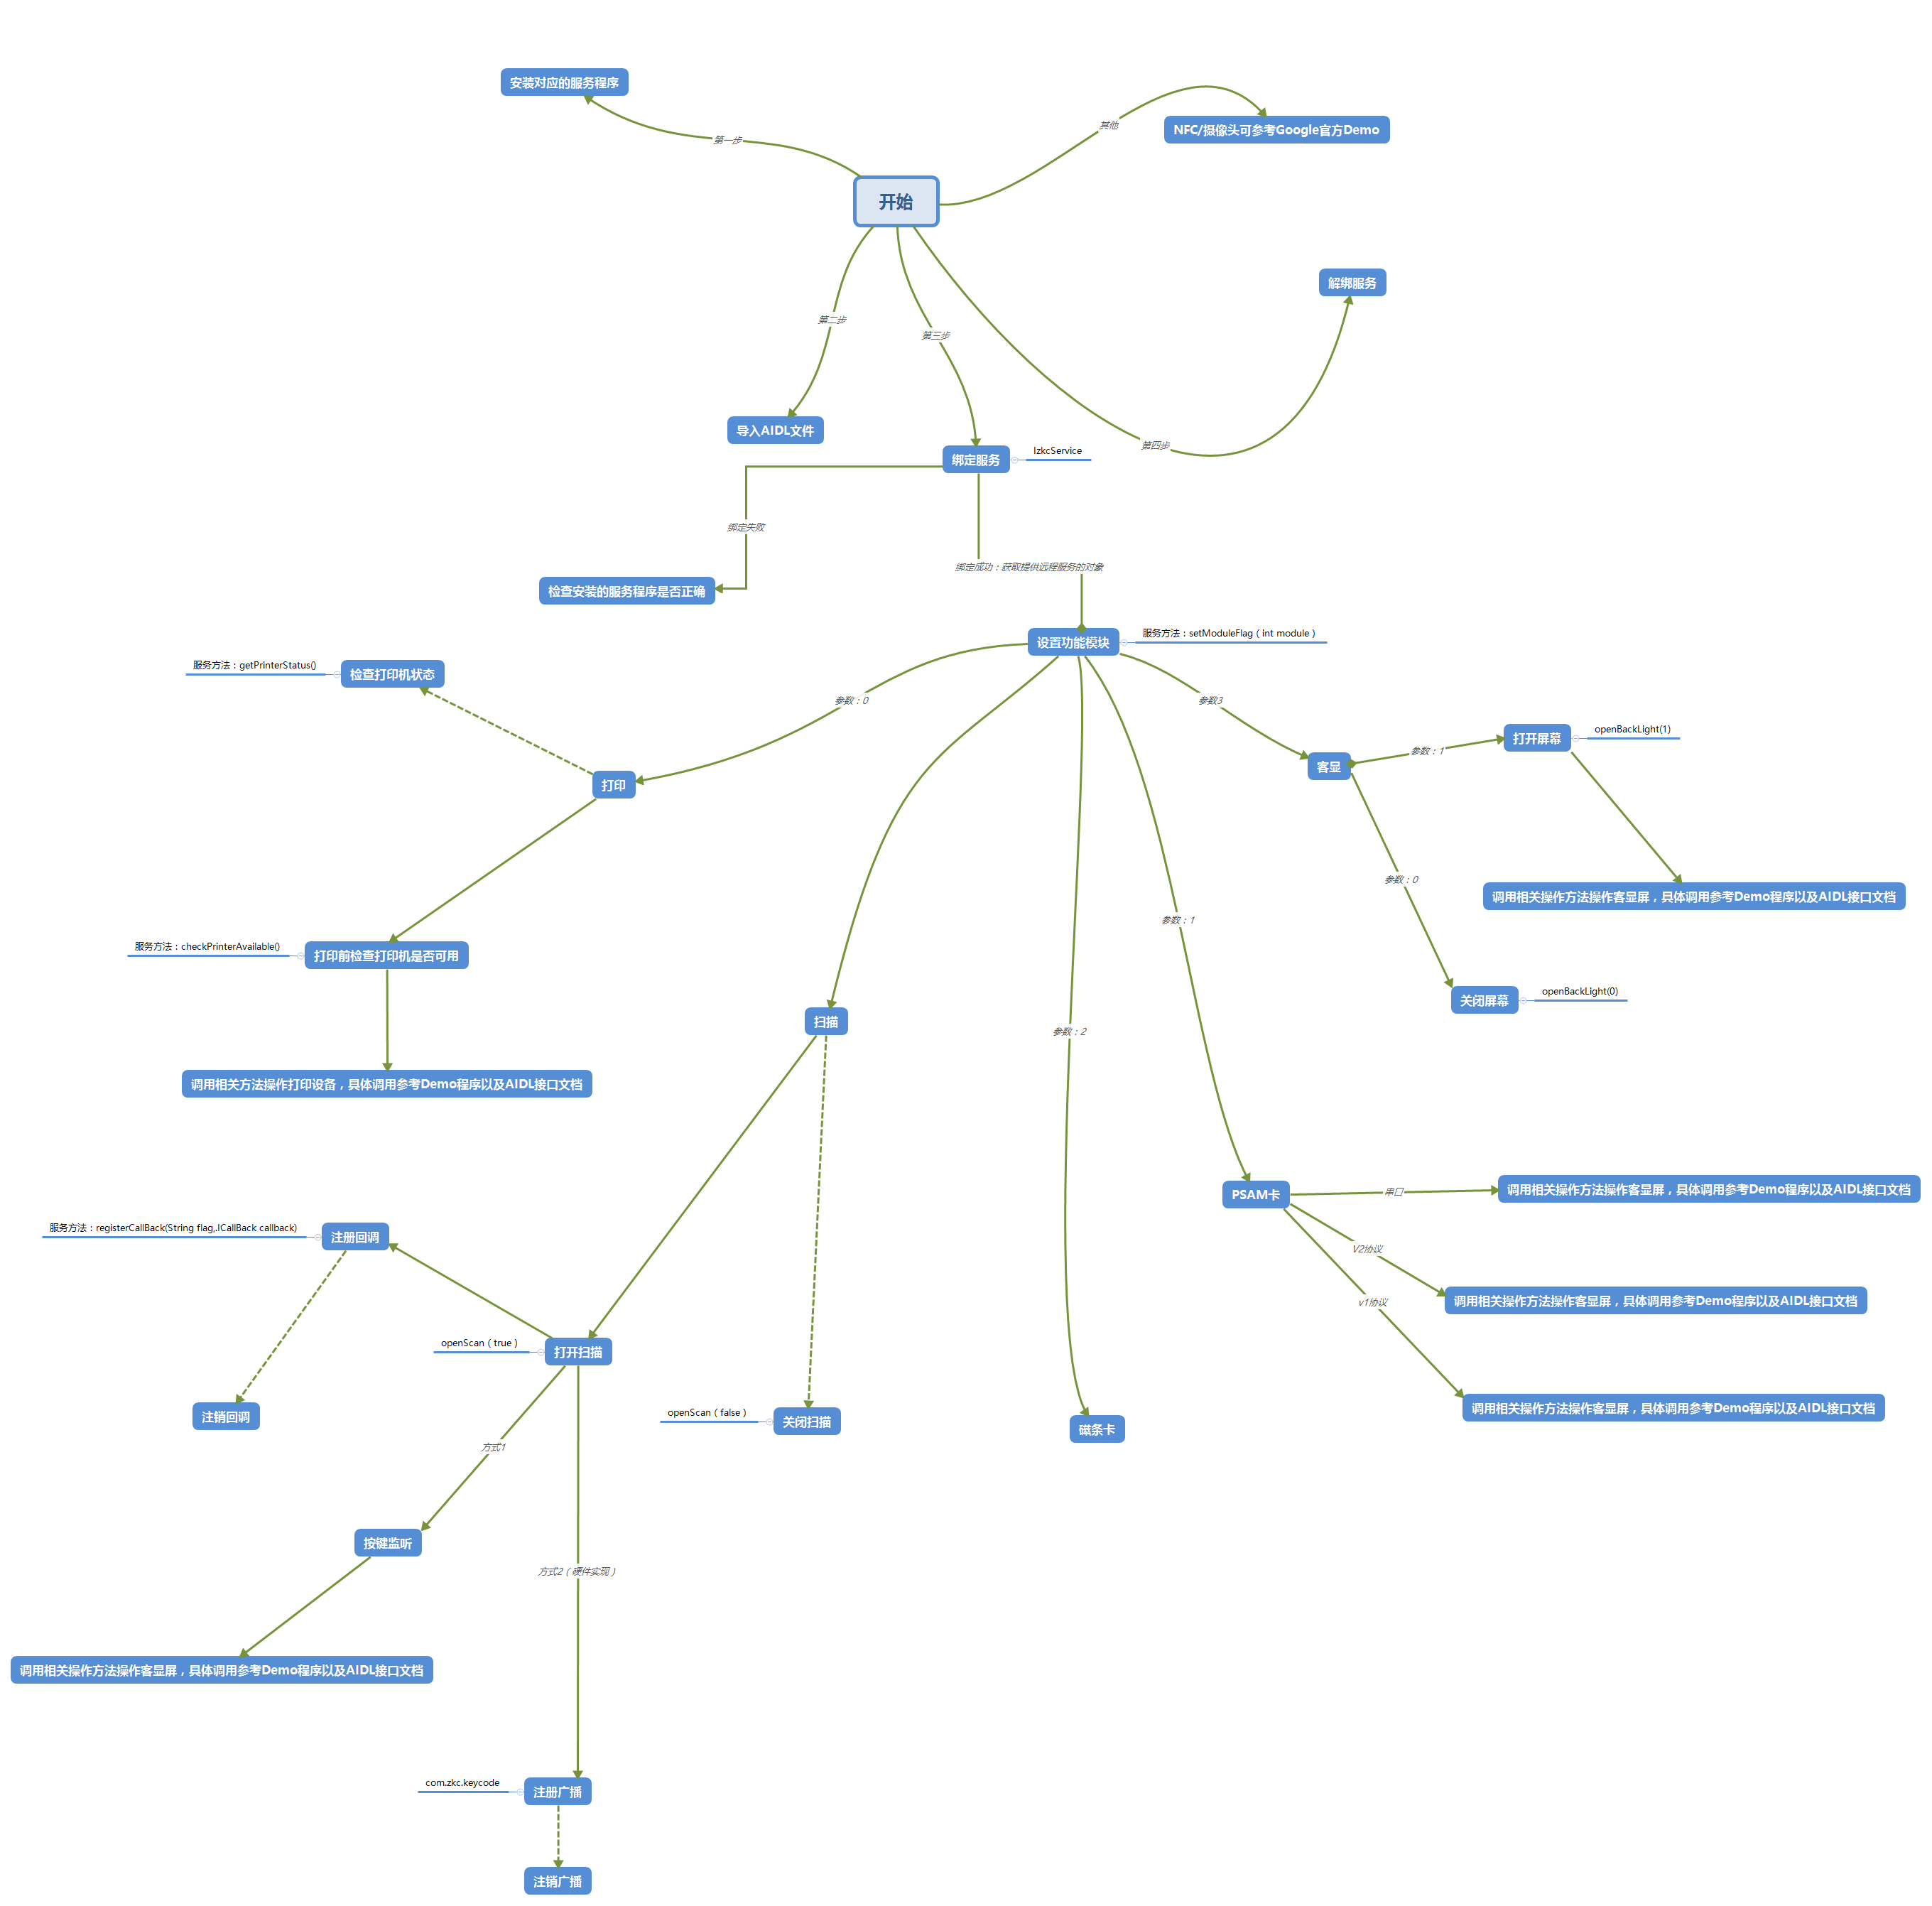 安装对应的服务程序
其他
NFC/摄像头可参考Google官方Demo
第一步
开始
解绑服务
第二步
第三步
导入AIDL文件
第四步
绑定服务
IzkcService
绑定失败
绑定成功：获取提供远程服务的对象
检查安装的服务程序是否正确
设置功能模块
服务方法：setModuleFlag（int module）
服务方法：getPrinterStatus()
检查打印机状态
参数：0
参数3
打开屏幕
openBackLight(1)
参数：1
客显
打印
参数：0
调用相关操作方法操作客显屏，具体调用参考Demo程序以及AIDL接口文档
参数：1
服务方法：checkPrinterAvailable()
打印前检查打印机是否可用
关闭屏幕
openBackLight(0)
扫描
参数：2
调用相关方法操作打印设备，具体调用参考Demo程序以及AIDL接口文档
PSAM卡
串口
调用相关操作方法操作客显屏，具体调用参考Demo程序以及AIDL接口文档
服务方法：registerCallBack(String flag,.ICallBack callback)
注册回调
V2协议
调用相关操作方法操作客显屏，具体调用参考Demo程序以及AIDL接口文档
v1协议
openScan（true）
打开扫描
调用相关操作方法操作客显屏，具体调用参考Demo程序以及AIDL接口文档
注销回调
openScan（false）
关闭扫描
磁条卡
方式1
按键监听
方式2（硬件实现）
调用相关操作方法操作客显屏，具体调用参考Demo程序以及AIDL接口文档
com.zkc.keycode
注册广播
注销广播